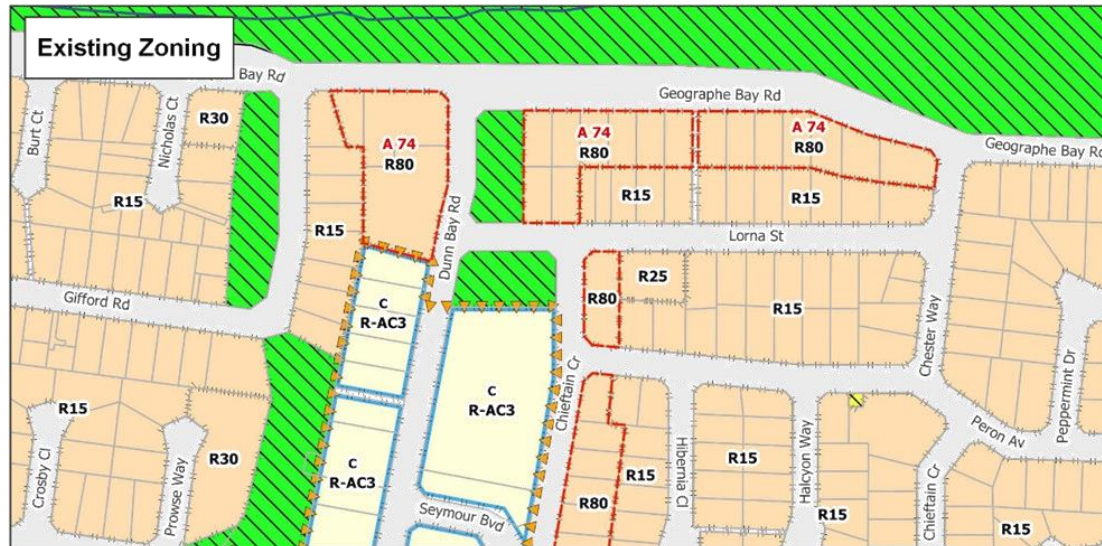 Existing Zoning
Bay Rd
Geographe Bay Rd
Burt Ct
Nicholas Ct
R30
A 74
R80
A 74
R80
A 74
R80
Geographe Bay Rd
R15
R15
R15
R15
Dunn Bay Rd
Lorna St
Gifford Rd
C
R-AC3
R80
R25
R15
Chester Way
Peppermint Dr
C
R-AC3
Chieftain Cr
R15
Crosby Cl
Prowse Way
R30
C
R-AC3
Seymour Bvd
R80
R15
Hibernia Cl
R15
Halcyon Way
R15
Chieftain Cr
Peron Av
R15